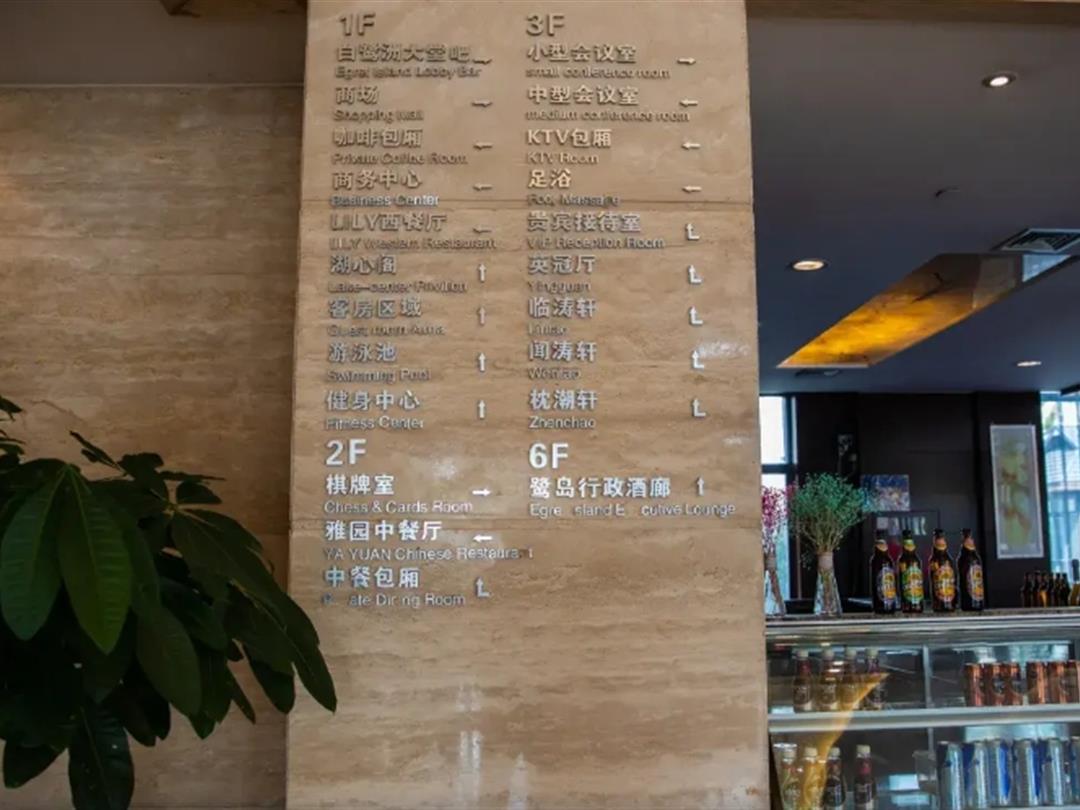 1F
白鹭洲大堂吧
Egret Island Lobby Bar
商场
Shopping Mall
咖啡包厢
Private Coffee Room
商务中心
Business Center
LILY西餐厅
LILY Western Restaurant
湖心阁
Lake-center Pavilion
客房区域
Guest room Area
游泳池
Swimming Pool
健身中心
Fitness Center
2F
棋牌室
Chess & Cards Room
雅园中餐厅
YA YUAN Chinese Restaura t
中餐包厢
ate Din ng Room
3F
小型会议室
small conference room
中型会议室
medium conference room
KTV包厢
KTV Room
足浴
Foot Massage
贵宾接待室
VIP Reception Room
英冠厅
Yingguan
临涛轩
Lintao
闻涛轩
Wentao
枕潮轩
Zhenchao
6F
鹭岛行政酒廊
Egre sland E cutive Lounge